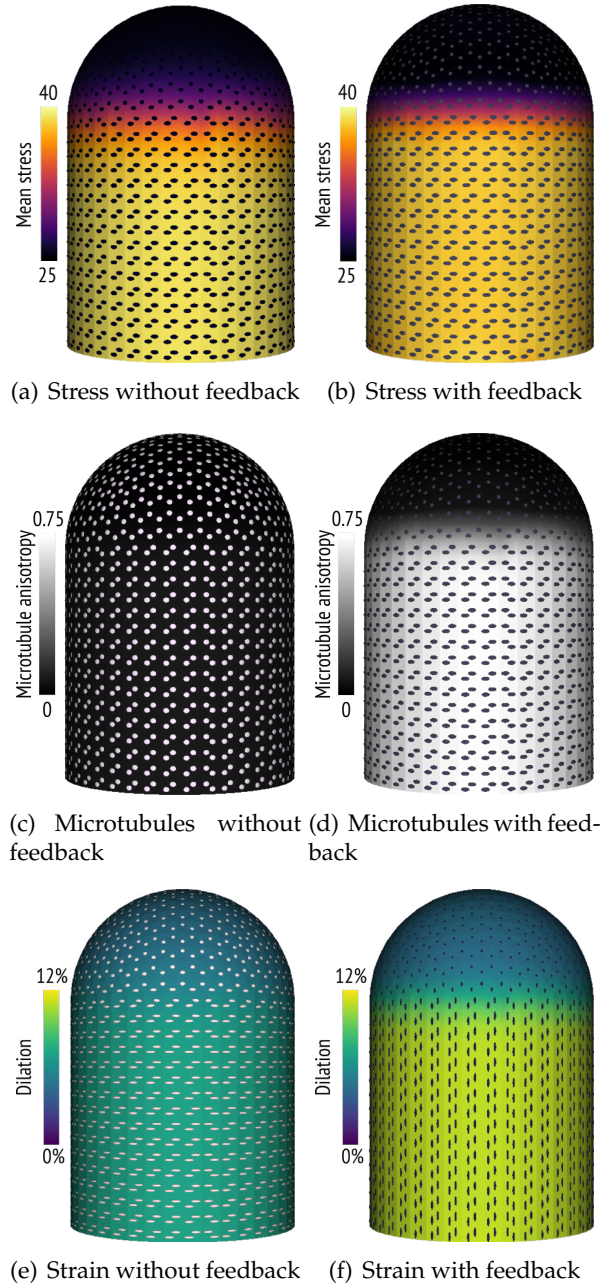 40
Mean stress
25
40
Mean stress
25
(a) Stress without feedback
(b) Stress with feedback
0.75
Microtubule anisotropy
0
0.75
Microtubule anisotropy
0
(c) Microtubules without
feedback
(d) Microtubules with feed-
back
12%
Dilation
0%
12%
Dilation
0%
(e) Strain without feedback
(f) Strain with feedback